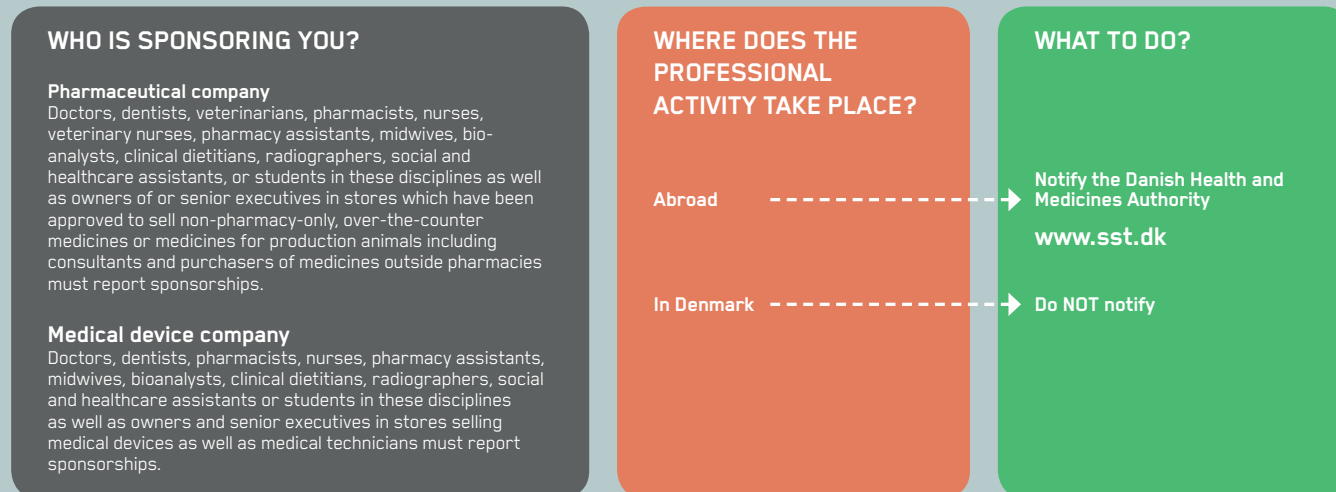 WHO IS SPONSORING YOU?
Pharmaceutical company
Doctors, dentists, veterinarians, pharmacists, nurses,
veterinary nurses, pharmacy assistants, midwives, bio-
analysts, clinical dietitians, radiographers, social and
healthcare assistants, or students in these disciplines as well
as owners of or senior executives in stores which have been
approved to sell non-pharmacy-only, over-the-counter
medicines or medicines for production animals including
consultants and purchasers of medicines outside pharmacies
must report sponsorships.
Medical device company
Doctors, dentists, pharmacists, nurses, pharmacy assistants,
midwives, bioanalysts, clinical dietitians, radiographers, social
and healthcare assistants or students in these disciplines
as well as owners and senior executives in stores selling
medical devices as well as medical technicians must report
sponsorships.
WHERE DOES THE
PROFESSIONAL
ACTIVITY TAKE PLACE?
Abroad
In Denmark
WHAT TO DO?
Notify the Danish Health and
Medicines Authority
www.sst.dk
Do NOT notify